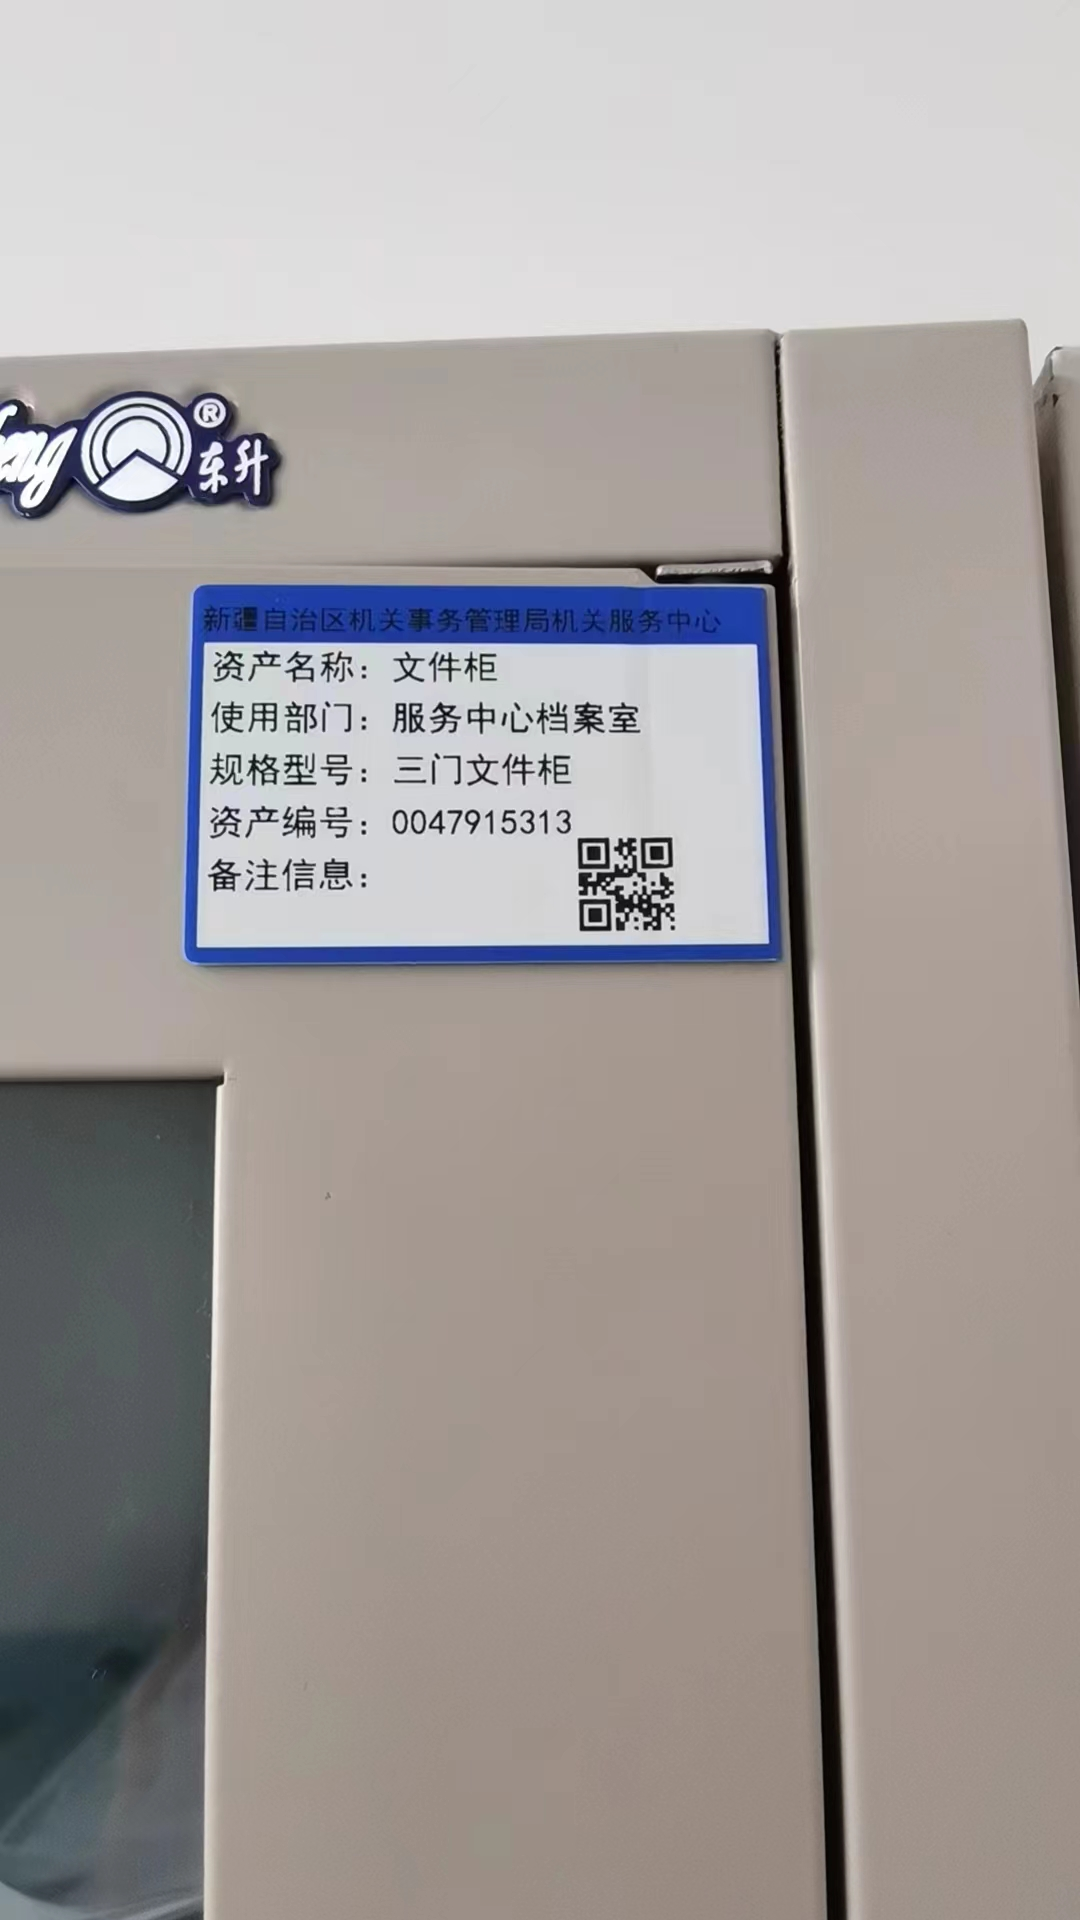 ® 东升
新疆自治区机关事务管理局机关服务中心
资产名称：文件柜
使用部门：服务中心档案室
规格型号：三门文件柜
资产编号：0047915313
备注信息：